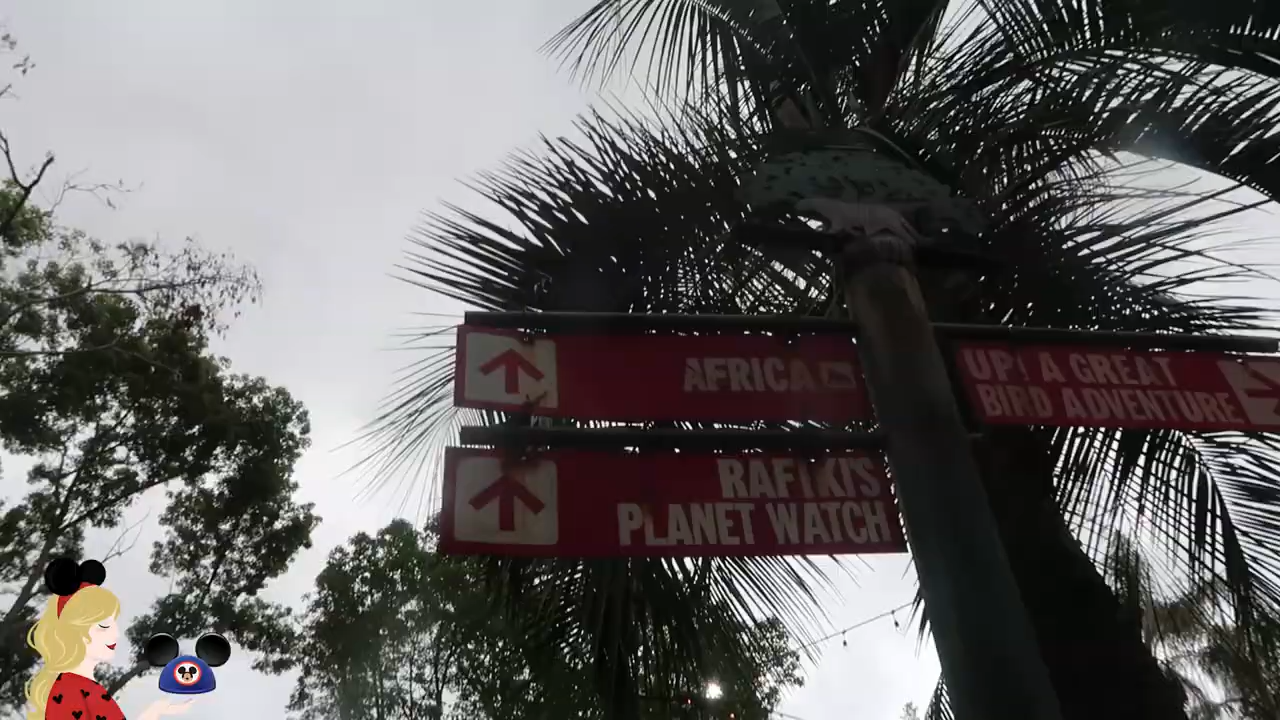 AFRICA
RAFIKI'S
PLANET WATCH
UP! A GREAT
BIRD ADVENTURE